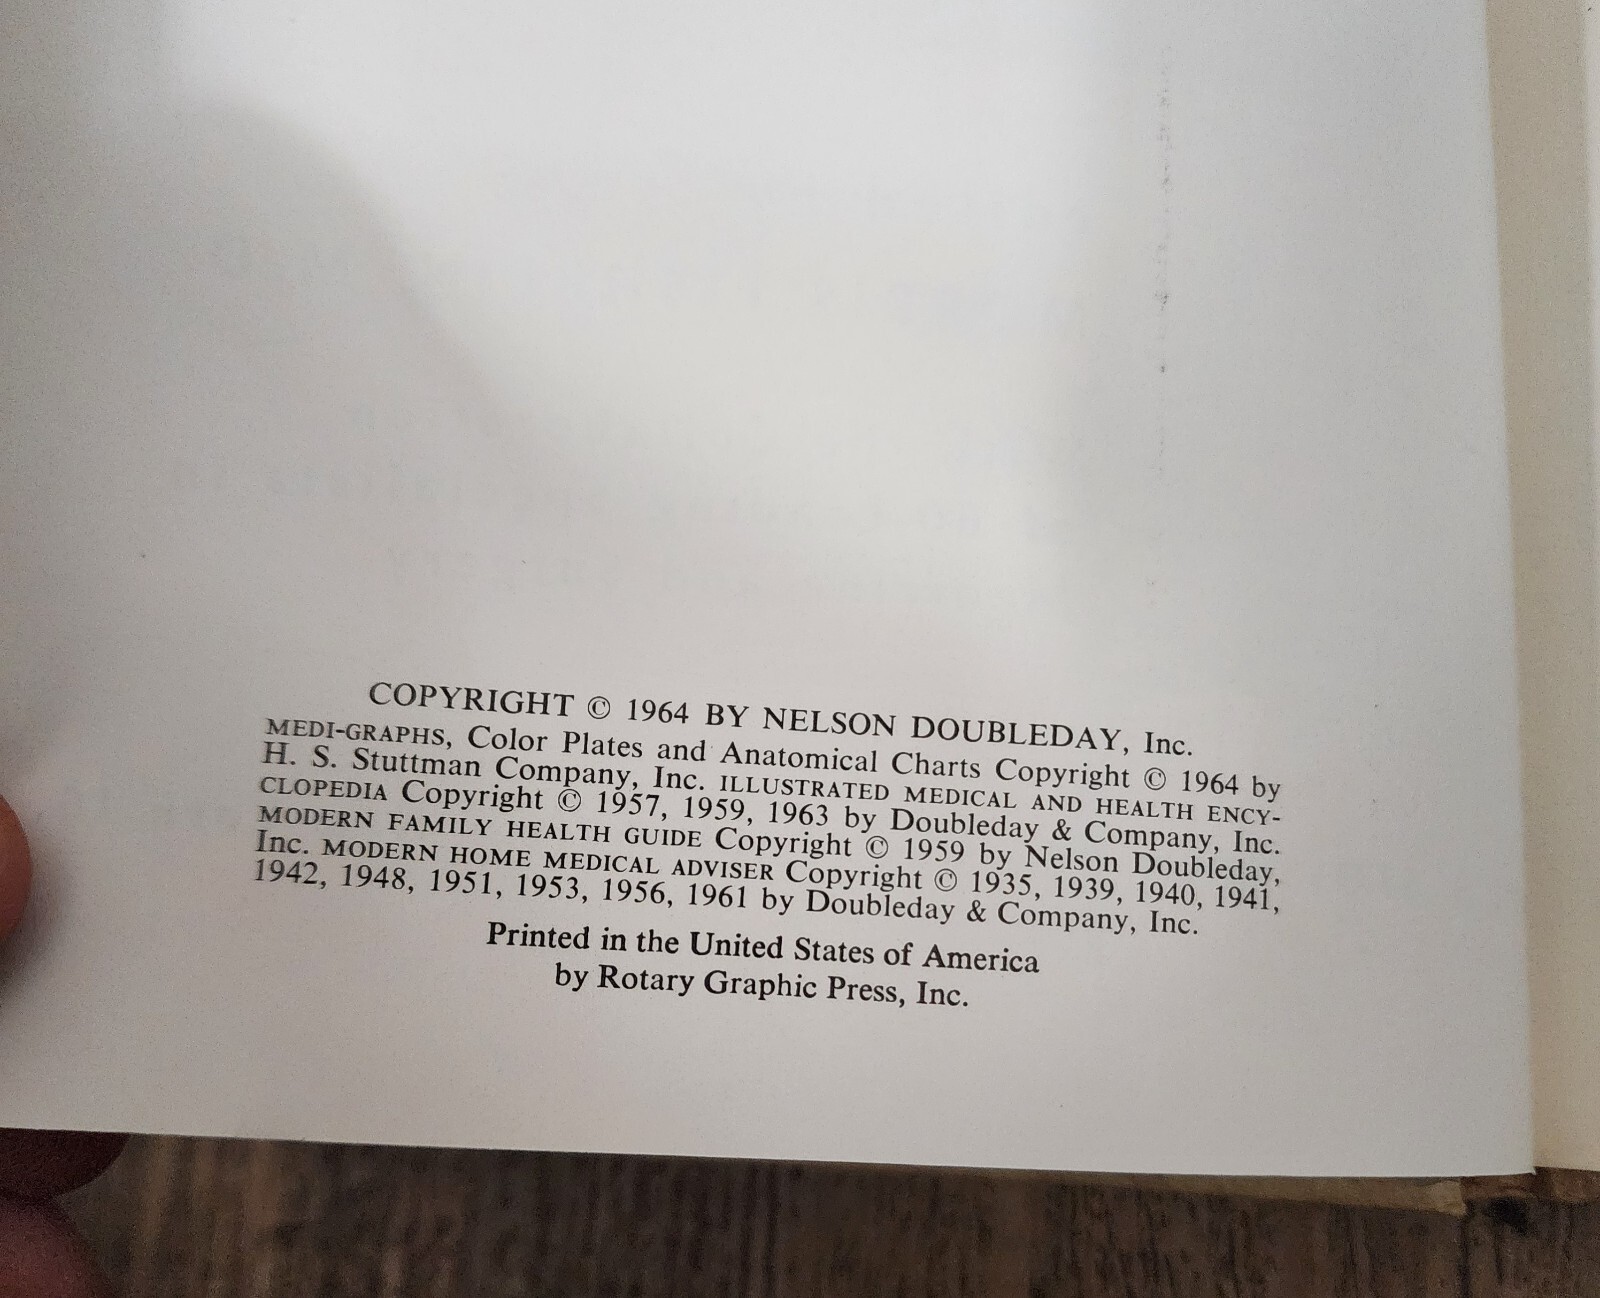 COPYRIGHT © 1964 BY NELSON DOUBLEDAY, Inc.
MEDI-GRAPHS, Color Plates and Anatomical Charts Copyright © 1964 by
H. S. Stuttman Company, Inc. ILLUSTRATED MEDICAL AND HEALTH ENCY-
CLOPEDIA Copyright © 1957, 1959, 1963 by Doubleday & Company, Inc.
MODERN FAMILY HEALTH GUIDE Copyright © 1959 by Nelson Doubleday,
Inc. MODERN HOME MEDICAL ADVISER Copyright © 1935, 1939, 1940, 1941,
1942, 1948, 1951, 1953, 1956, 1961 by Doubleday & Company, Inc.
Printed in the United States of America
by Rotary Graphic Press, Inc.